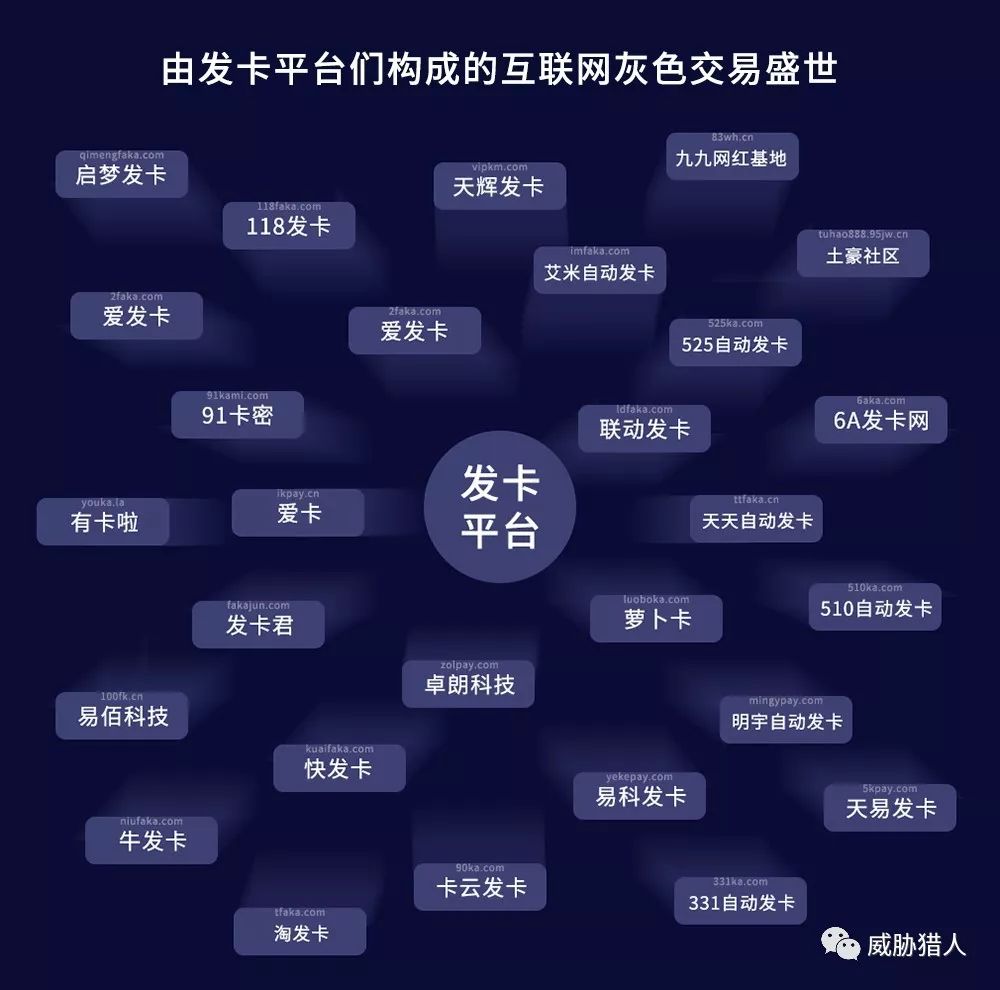 由发卡平台们构成的互联网灰色交易盛世
83wh.cn
九九网红基地
qimengfaka.com
启梦发卡
vipkm.com
天辉发卡
118faka.com
118发卡
tuhao888.95jw.cn
土豪社区
imfaka.com
艾米自动发卡
2faka.com
爱发卡
2faka.com
爱发卡
525ka.com
525自动发卡
91kami.com
91卡密
6aka.com
6A发卡网
ldfaka.com
联动发卡
发卡
平台
ikpay.cn
爱卡
youka.la
有卡啦
ttfaka.cn
天天自动发卡
510ka.com
510自动发卡
luoboka.com
萝卜卡
fakajun.com
发卡君
zolpay.com
卓朗科技
100fk.cn
易佰科技
mingypay.com
明宇自动发卡
kuaifaka.com
快发卡
yekepay.com
易科发卡
5kpay.com
天易发卡
niufaka.com
牛发卡
90ka.com
卡云发卡
331ka.com
331自动发卡
tfaka.com
淘发卡
威胁猎人